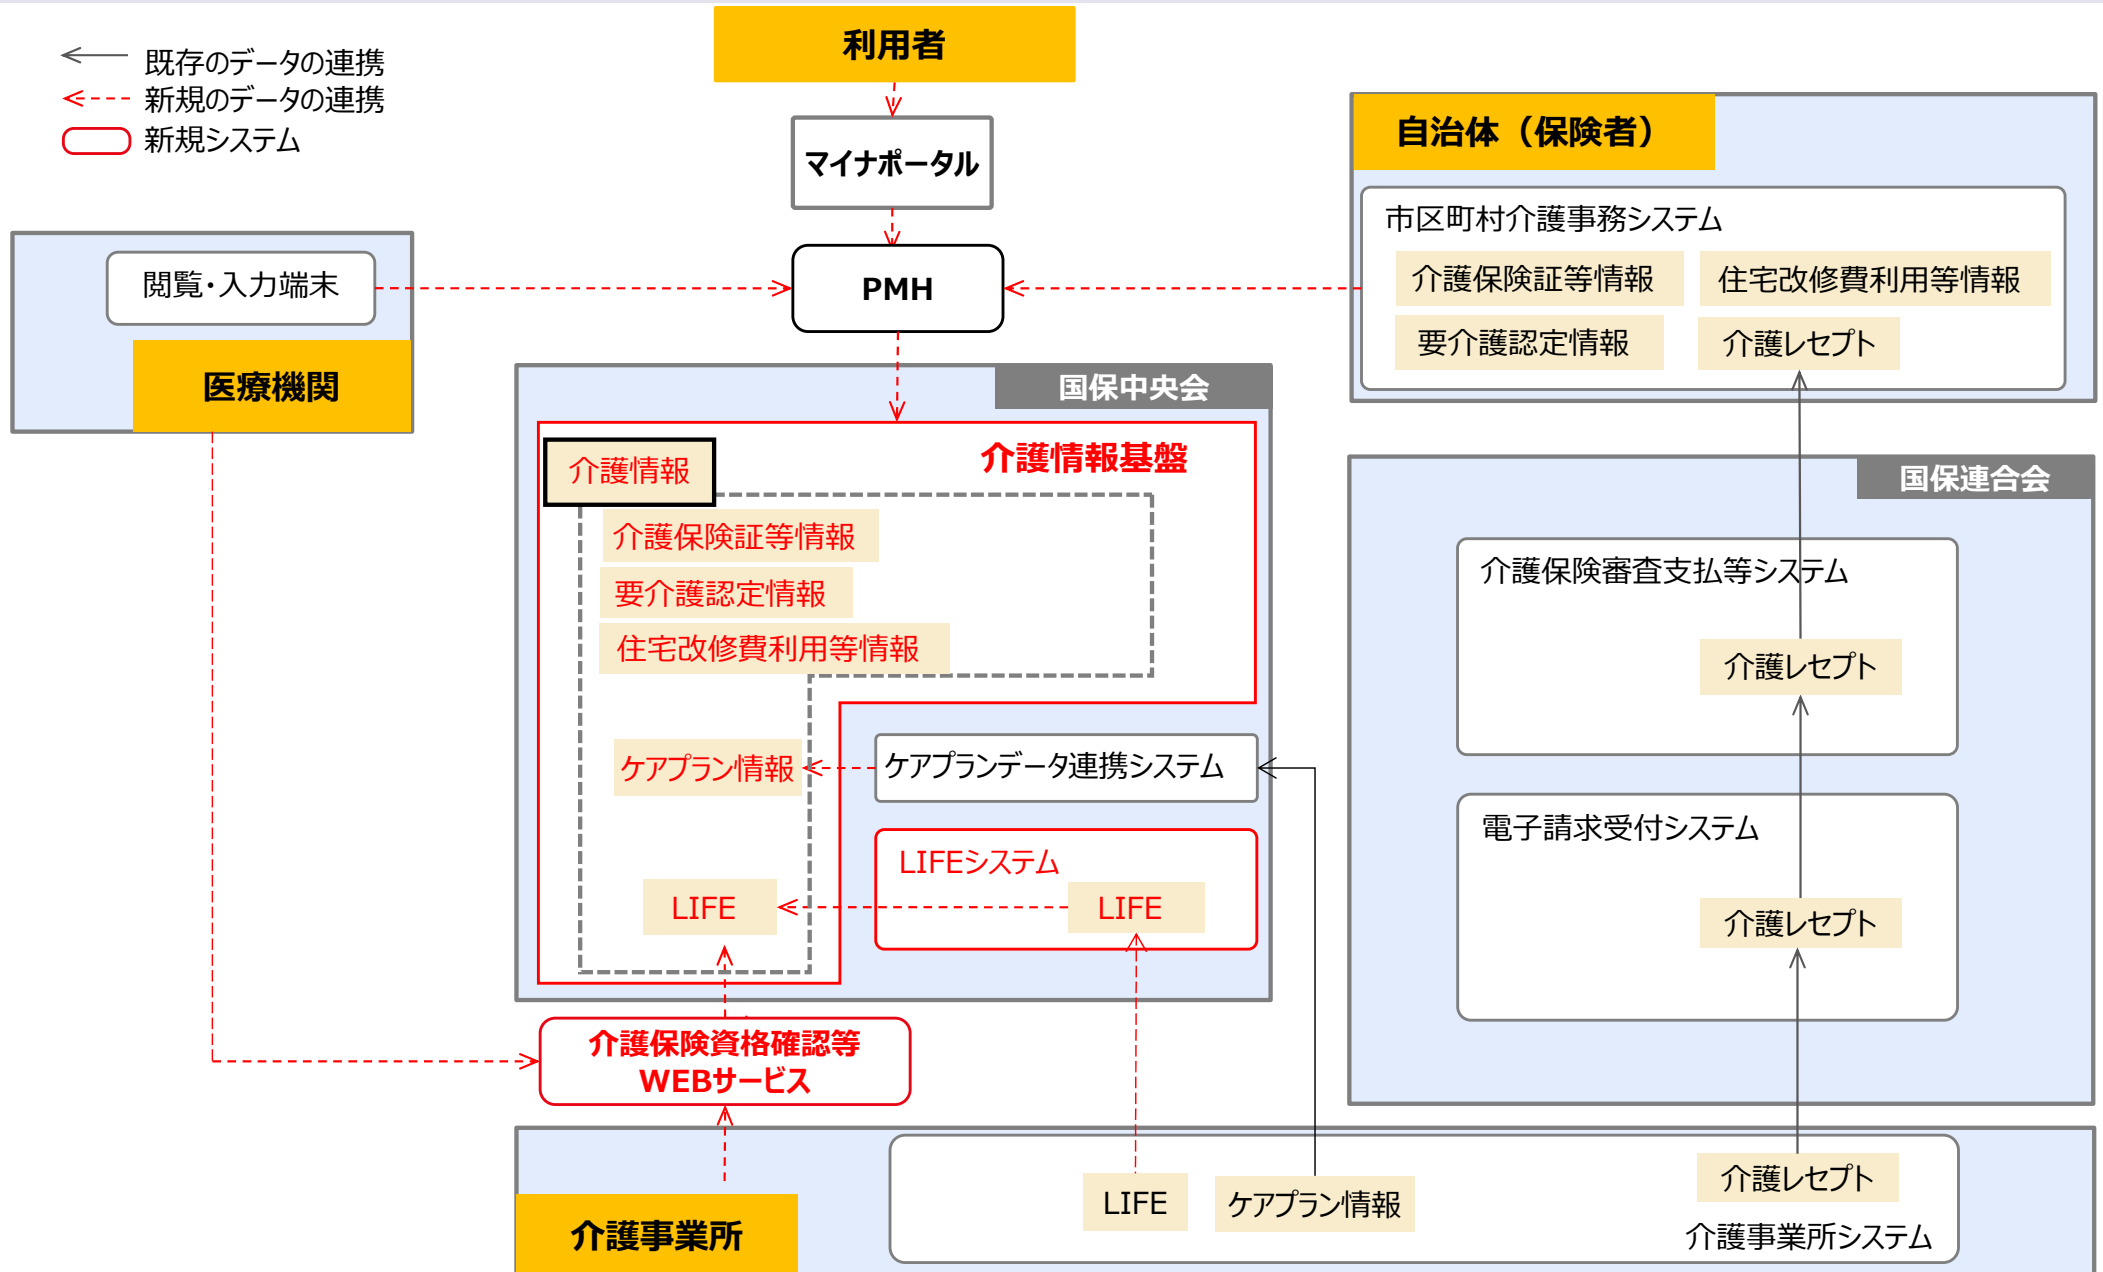 既存のデータの連携
新規のデータの連携
新規システム
利用者
マイナポータル
PMH
閲覧・入力端末
医療機関
自治体（保険者）
市区町村介護事務システム
介護保険証等情報
住宅改修費利用等情報
要介護認定情報
介護レセプト
国保中央会
介護情報基盤
介護情報
介護保険証等情報
要介護認定情報
住宅改修費利用等情報
ケアプラン情報
ケアプランデータ連携システム
LIFEシステム
LIFE
LIFE
国保連合会
介護保険審査支払等システム
介護レセプト
電子請求受付システム
介護レセプト
介護保険資格確認等
WEBサービス
介護事業所
LIFE
ケアプラン情報
介護レセプト
介護事業所システム